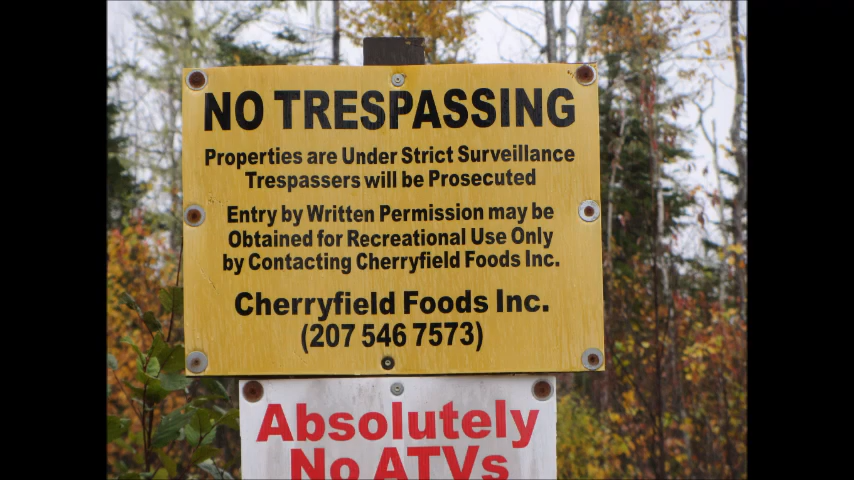 NO TRESPASSING
Properties are Under Strict Surveillance
Trespassers will be Prosecuted
Entry by Written Permission may be
Obtained for Recreational Use Only
by Contacting Cherryfield Foods Inc.
Cherryfield Foods Inc.
(207 546 7573)
Absolutely
No ATVs